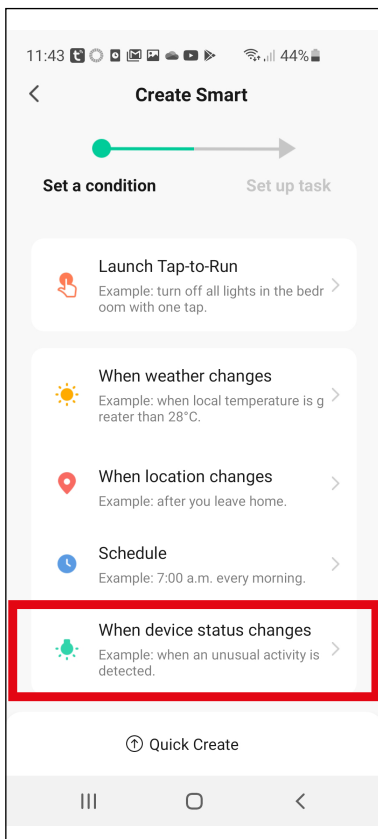 11:43 44%
Create Smart
Set a condition Set up task
Launch Tap-to-Run
Example: turn off all lights in the bedr
oom with one tap.
When weather changes
Example: when local temperature is g
reater than 28°C.
When location changes
Example: after you leave home.
Schedule
Example: 7:00 a.m. every morning.
When device status changes
Example: when an unusual activity is
detected.
Quick Create